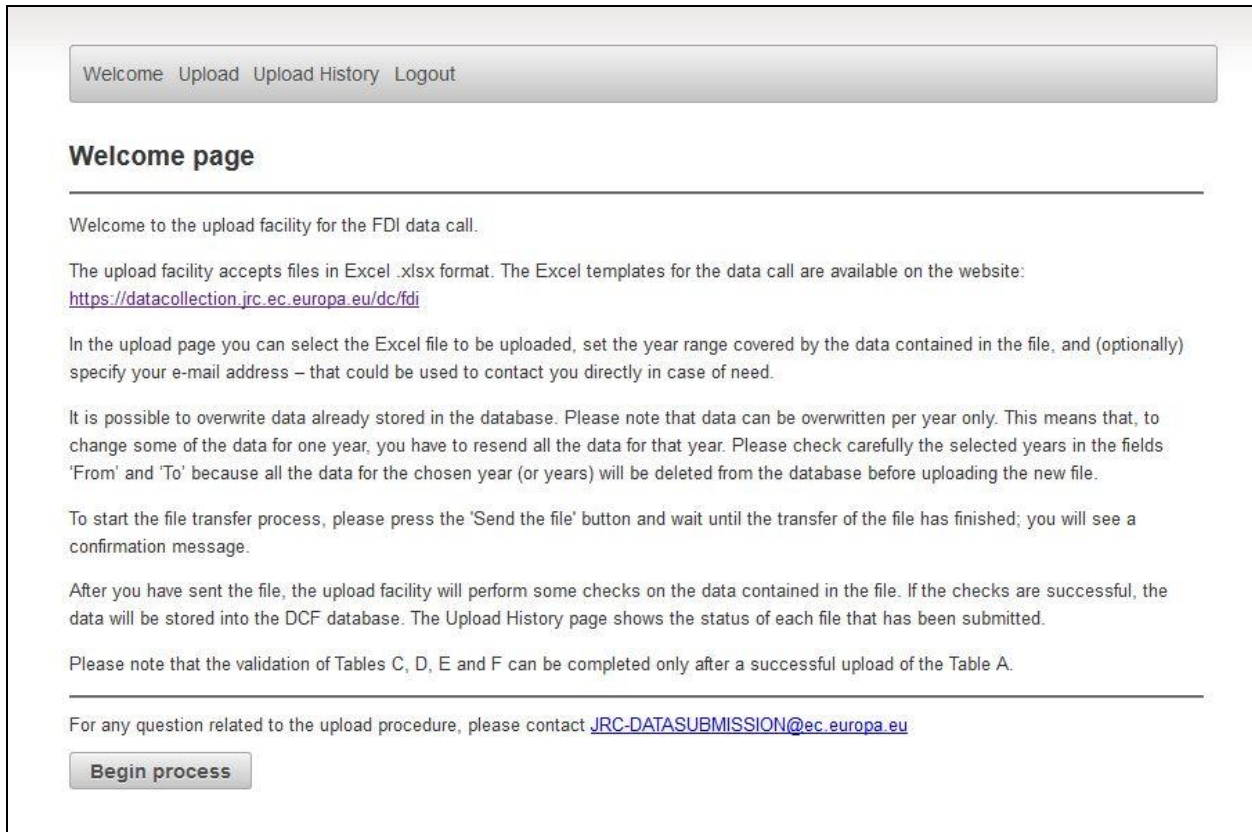 Welcome Upload Upload History Logout
Welcome page
Welcome to the upload facility for the FDI data call.
The upload facility accepts files in Excel .xlsx format. The Excel templates for the data call are available on the website:
https://datacollection.jrc.ec.europa.eu/dc/fdi
In the upload page you can select the Excel file to be uploaded, set the year range covered by the data contained in the file, and (optionally)
specify your e-mail address – that could be used to contact you directly in case of need.
It is possible to overwrite data already stored in the database. Please note that data can be overwritten per year only. This means that, to
change some of the data for one year, you have to resend all the data for that year. Please check carefully the selected years in the fields
‘From’ and ‘To’ because all the data for the chosen year (or years) will be deleted from the database before uploading the new file.
To start the file transfer process, please press the 'Send the file' button and wait until the transfer of the file has finished; you will see a
confirmation message.
After you have sent the file, the upload facility will perform some checks on the data contained in the file. If the checks are successful, the
data will be stored into the DCF database. The Upload History page shows the status of each file that has been submitted.
Please note that the validation of Tables C, D, E and F can be completed only after a successful upload of the Table A.
For any question related to the upload procedure, please contact JRC-DATASUBMISSION@ec.europa.eu
Begin process